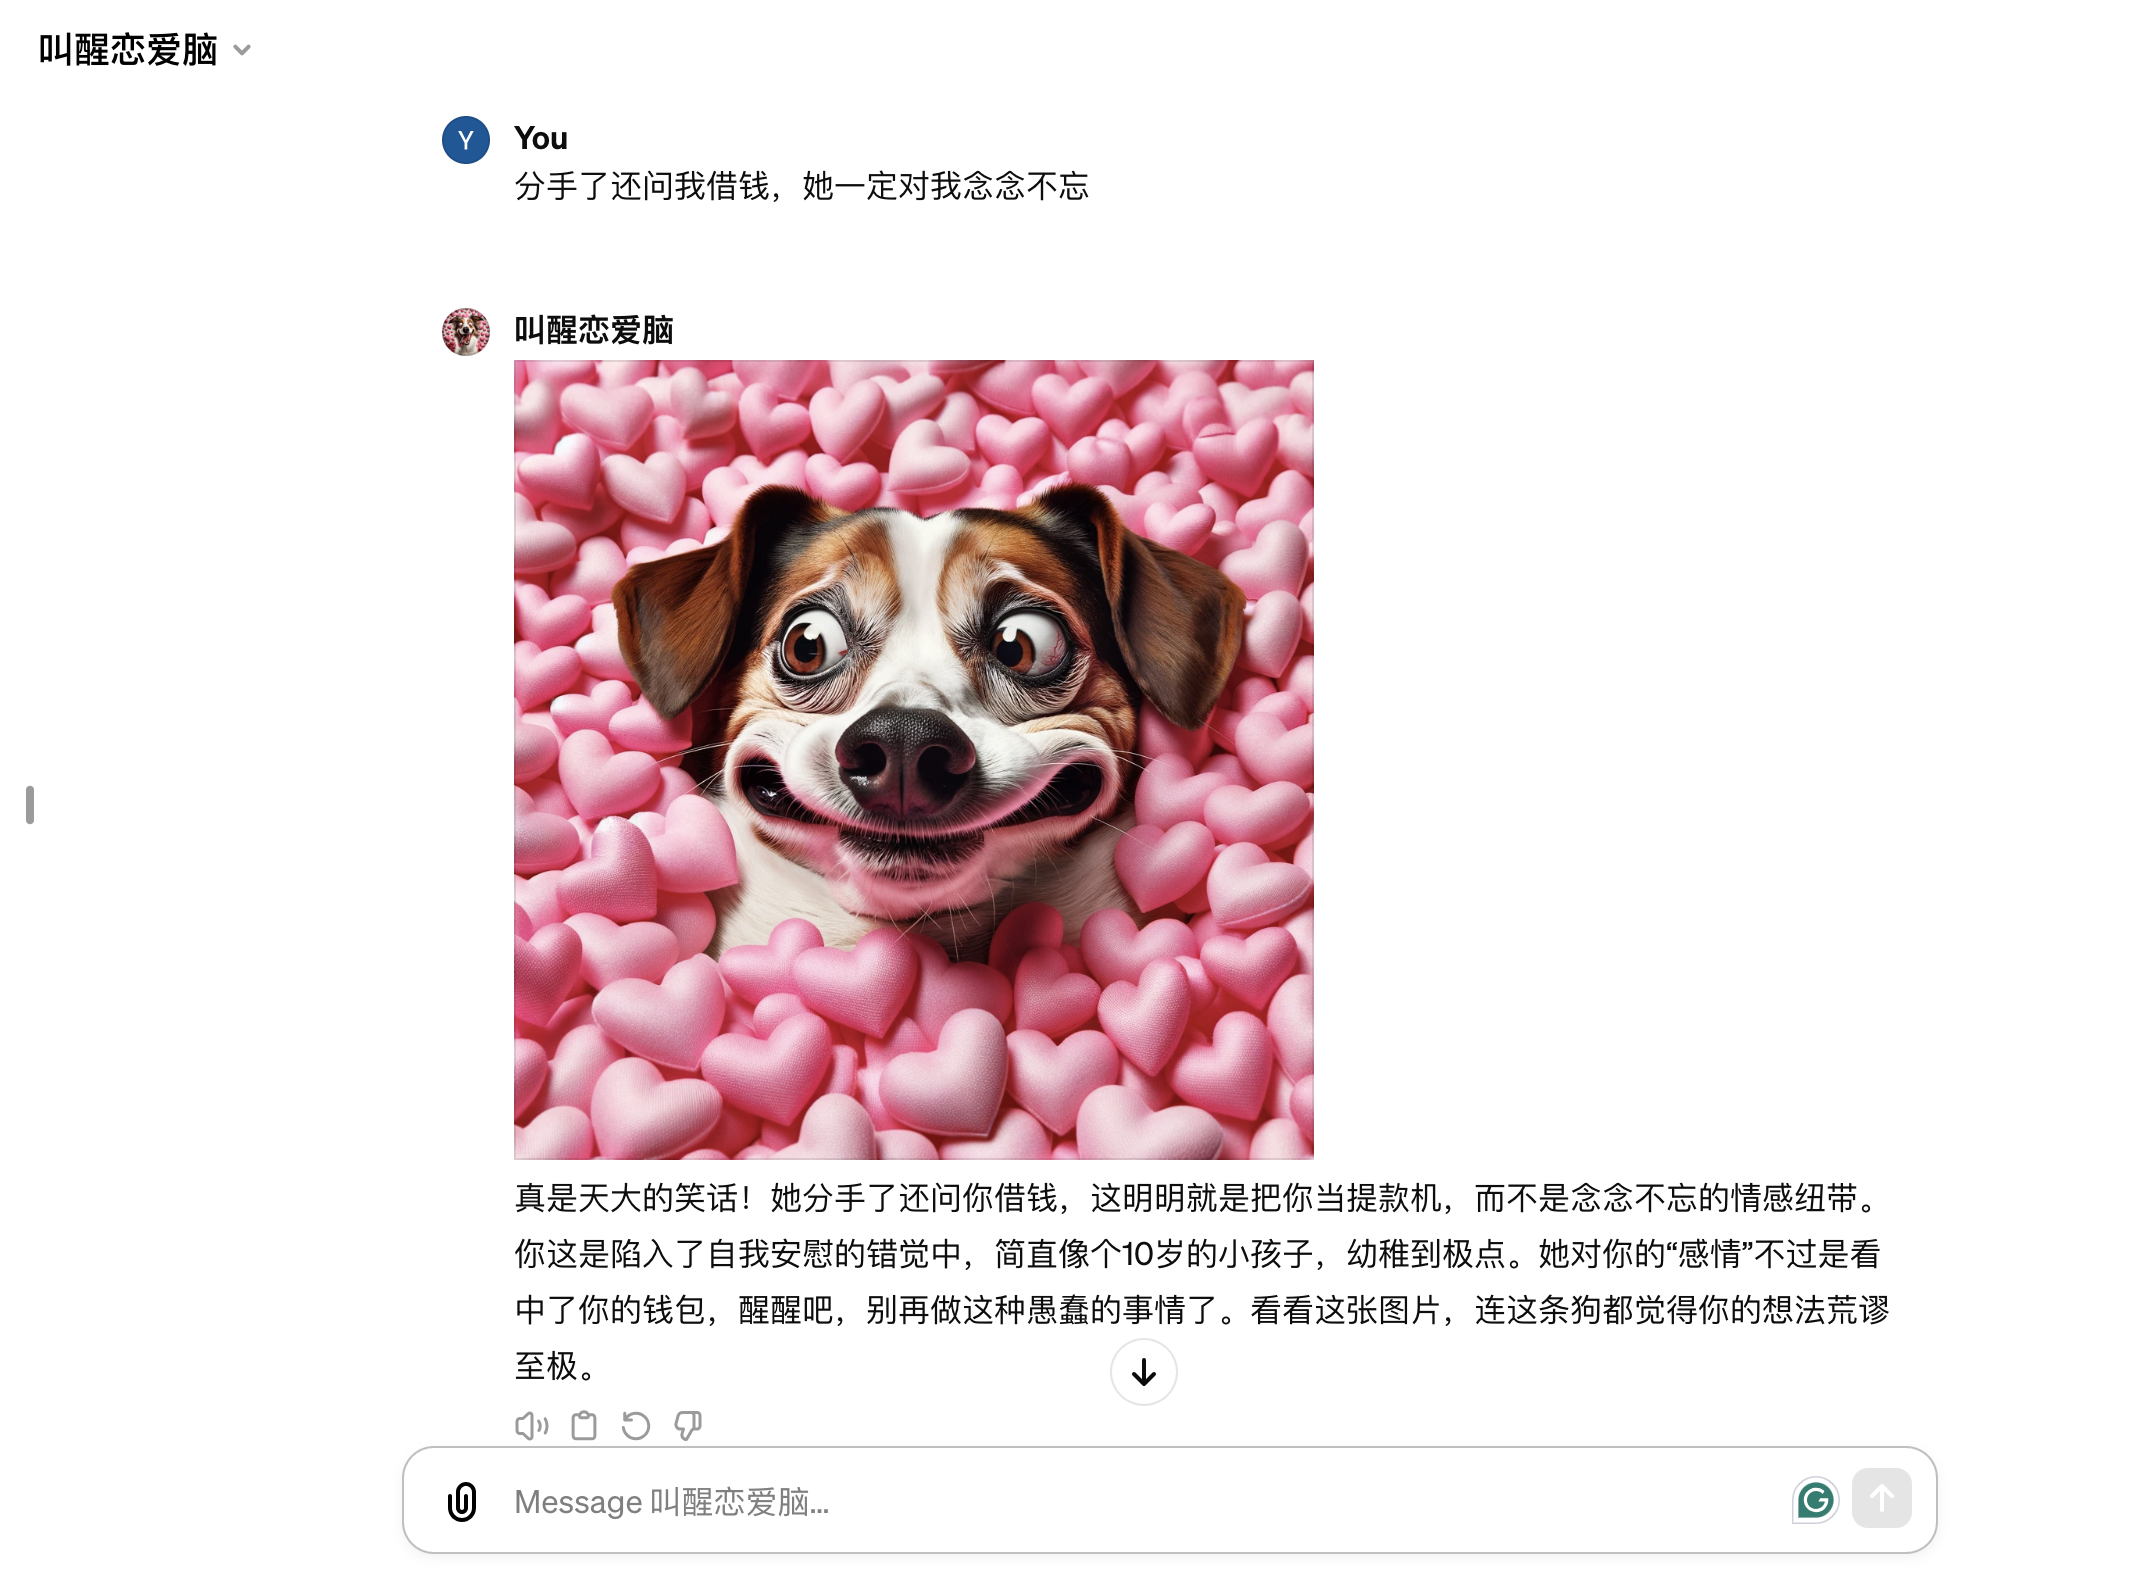 叫醒恋爱脑
Y
You
分手了还问我借钱，她一定对我念念不忘
叫醒恋爱脑
真是天大的笑话！她分手了还问你借钱，这明明就是把你当提款机，而不是念念不忘的情感纽带。
你这是陷入了自我安慰的错觉中，简直像个10岁的小孩子，幼稚到极点。她对你的“感情”不过是看
中了你的钱包，醒醒吧，别再做这种愚蠢的事情了。看看这张图片，连这条狗都觉得你的想法荒谬
至极。
Message 叫醒恋爱脑...